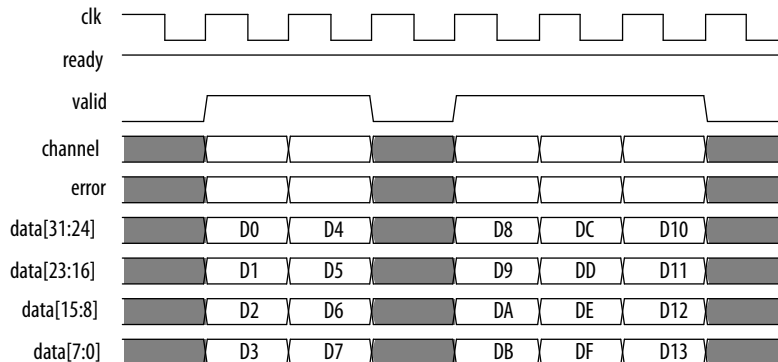 clk
ready
valid
channel
error
data[31:24] D0 D4 D8 DC D10
data[23:16] D1 D5 D9 DD D11
data[15:8] D2 D6 DA DE D12
data[7:0] D3 D7 DB DF D13